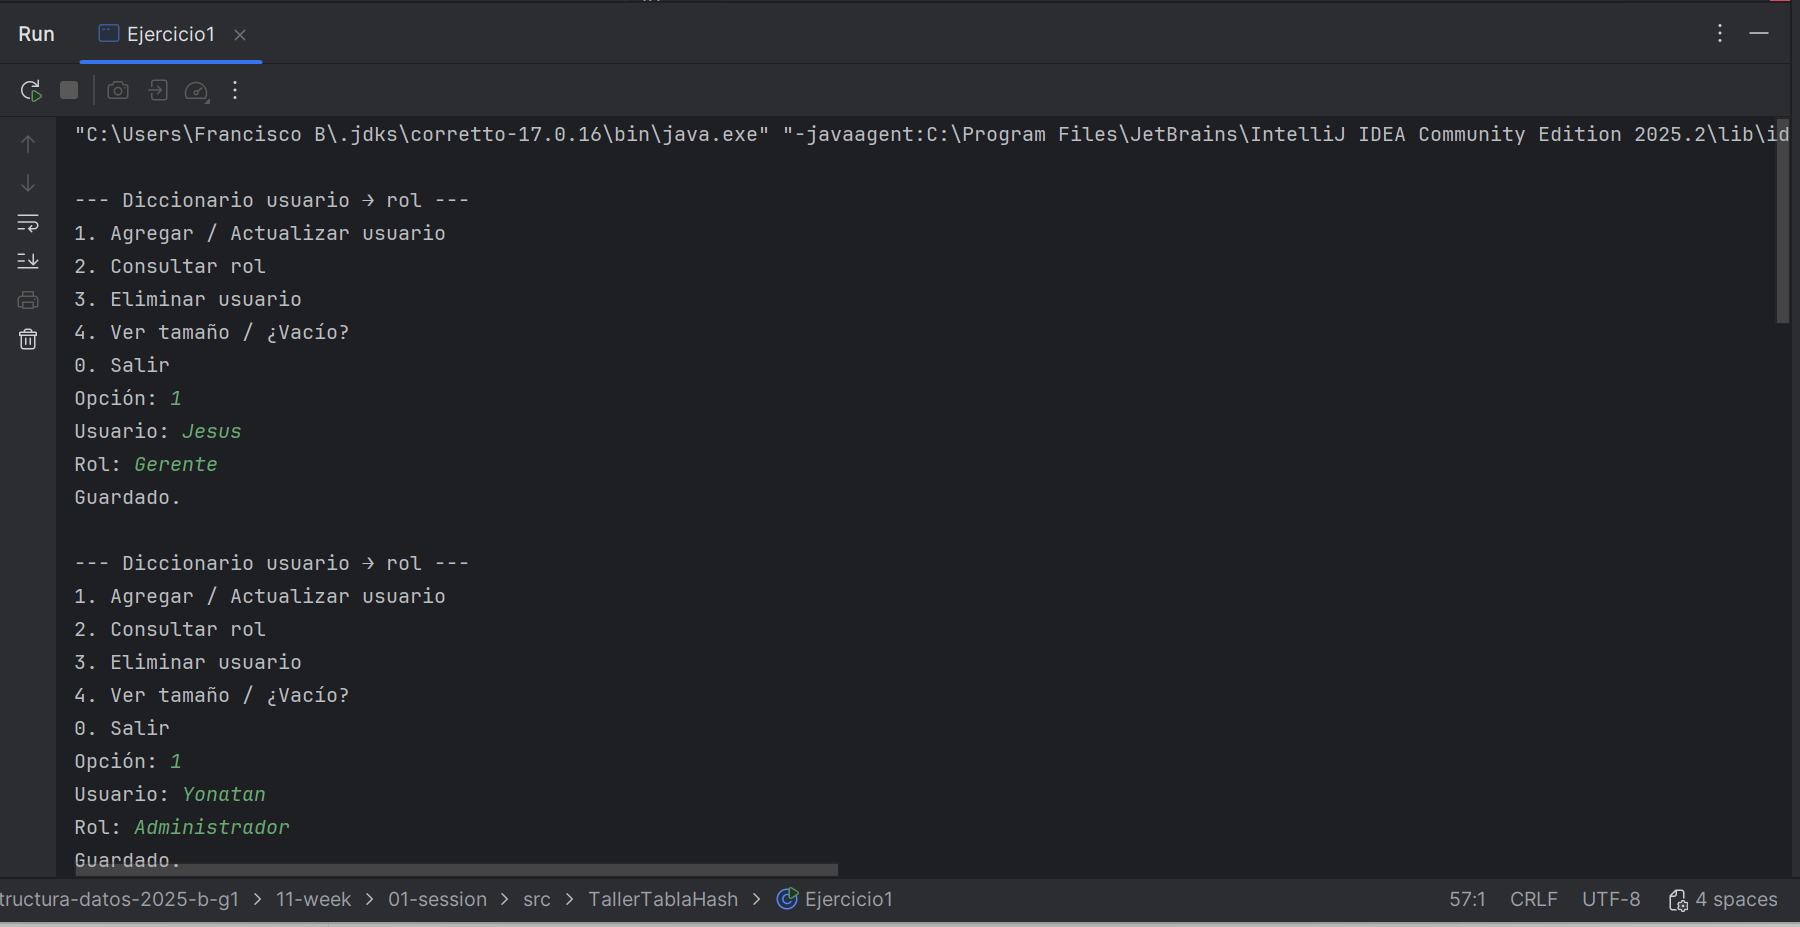 Run Ejercicio1
"C:\Users\Francisco B\.jdks\corretto-17.0.16\bin\java.exe" "-javaagent:C:\Program Files\JetBrains\IntelliJ IDEA Community Edition 2025.2\lib\id
--- Diccionario usuario → rol ---
1. Agregar / Actualizar usuario
2. Consultar rol
3. Eliminar usuario
4. Ver tamaño / ¿Vacío?
0. Salir
Opción: 1
Usuario: Jesus
Rol: Gerente
Guardado.
--- Diccionario usuario → rol ---
1. Agregar / Actualizar usuario
2. Consultar rol
3. Eliminar usuario
4. Ver tamaño / ¿Vacío?
0. Salir
Opción: 1
Usuario: Yonatan
Rol: Administrador
Guardado.
tructura-datos-2025-b-g1 > 11-week > 01-session > src > TallerTablaHash > Ejercicio1 57:1 CRLF UTF-8 4 spaces